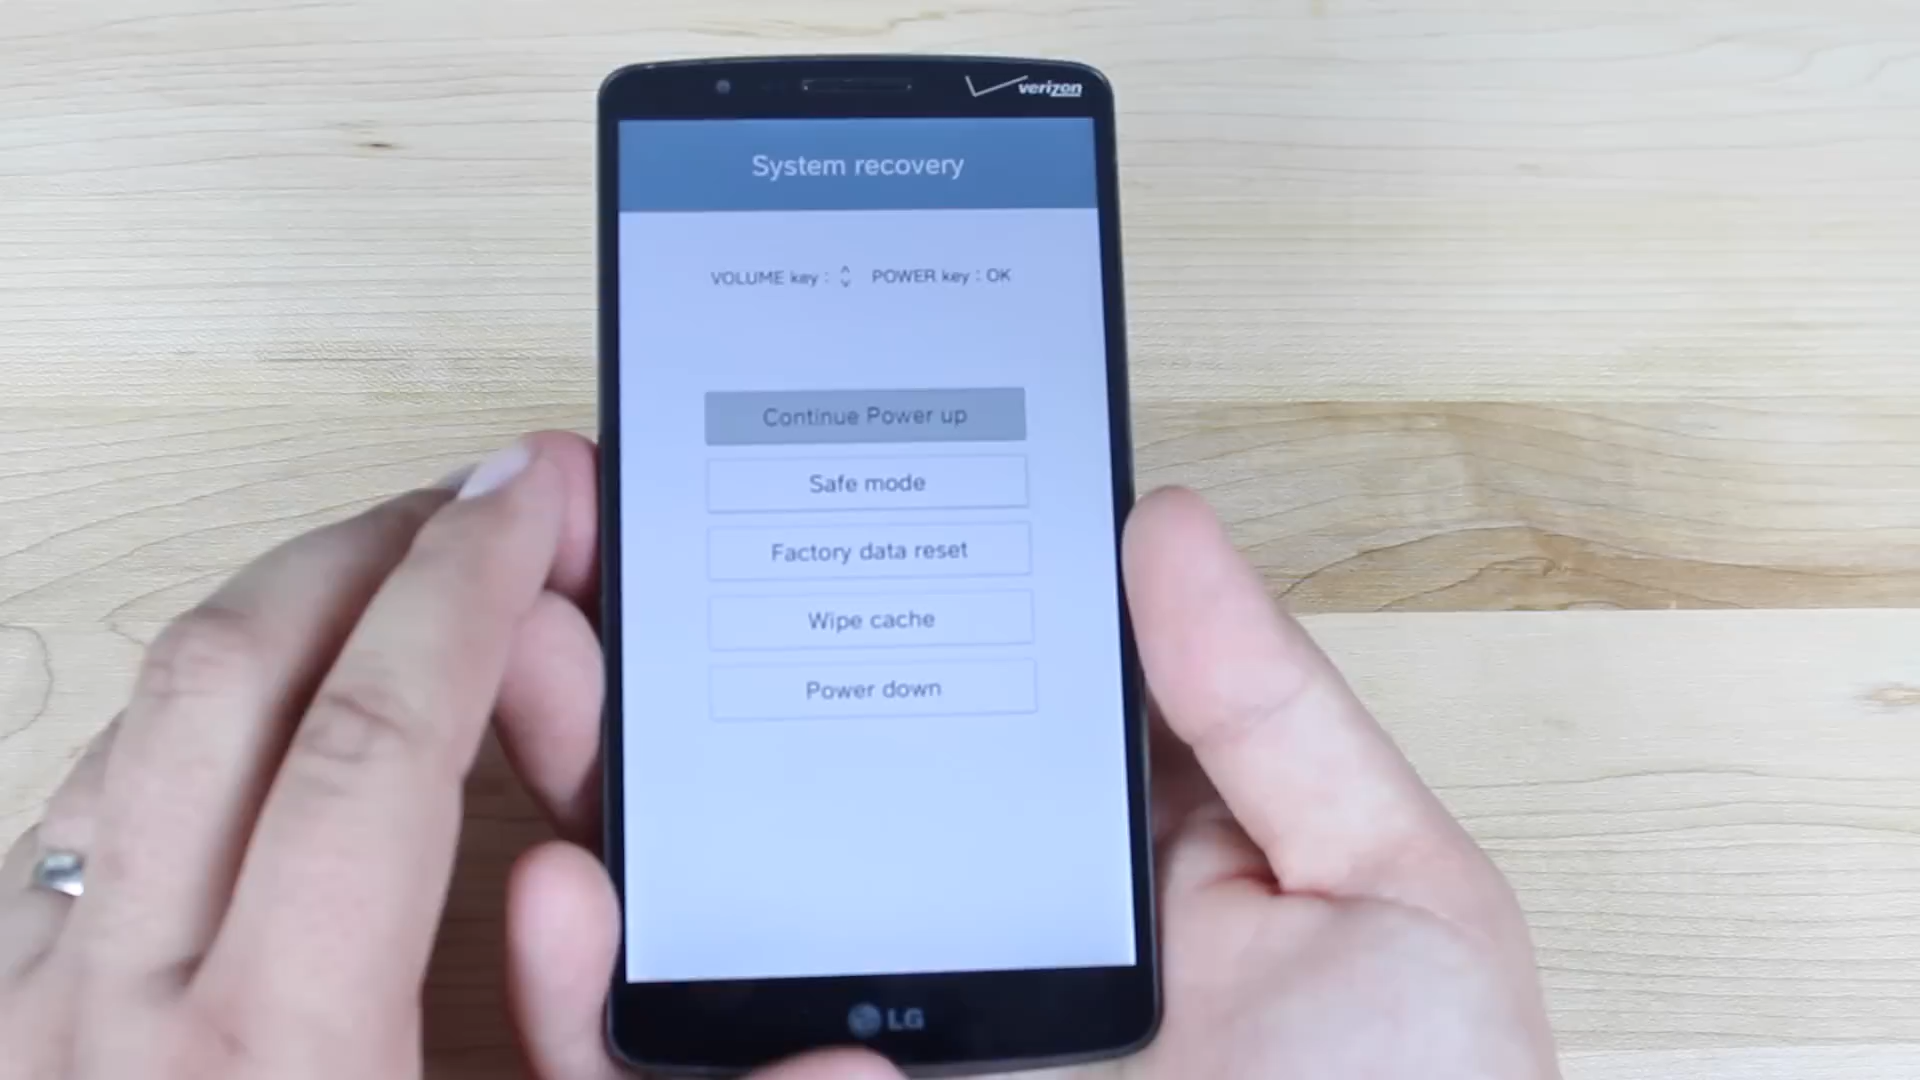 verizon
System recovery
VOLUME key : POWER key : OK
Continue Power up
Safe mode
Factory data reset
Wipe cache
Power down
LG